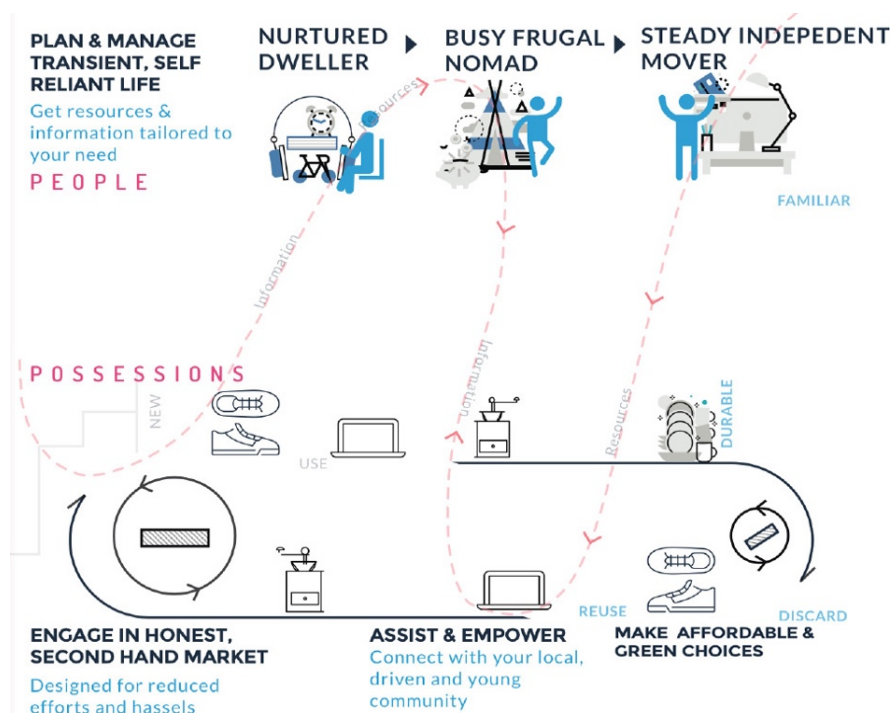 PLAN & MANAGE
TRANSIENT, SELF
RELIANT LIFE
Get resources &
information tailored to
your need
PEOPLE
NURTURED
DWELLER
BUSY FRUGAL
NOMAD
STEADY INDEPEDENT
MOVER
Resources
FAMILIAR
Information
POSSESSIONS
NEW
USE
Information
Resources
DURABLE
REUSE
DISCARD
ENGAGE IN HONEST,
SECOND HAND MARKET
Designed for reduced
efforts and hassels
ASSIST & EMPOWER
Connect with your local,
driven and young
community
MAKE AFFORDABLE &
GREEN CHOICES